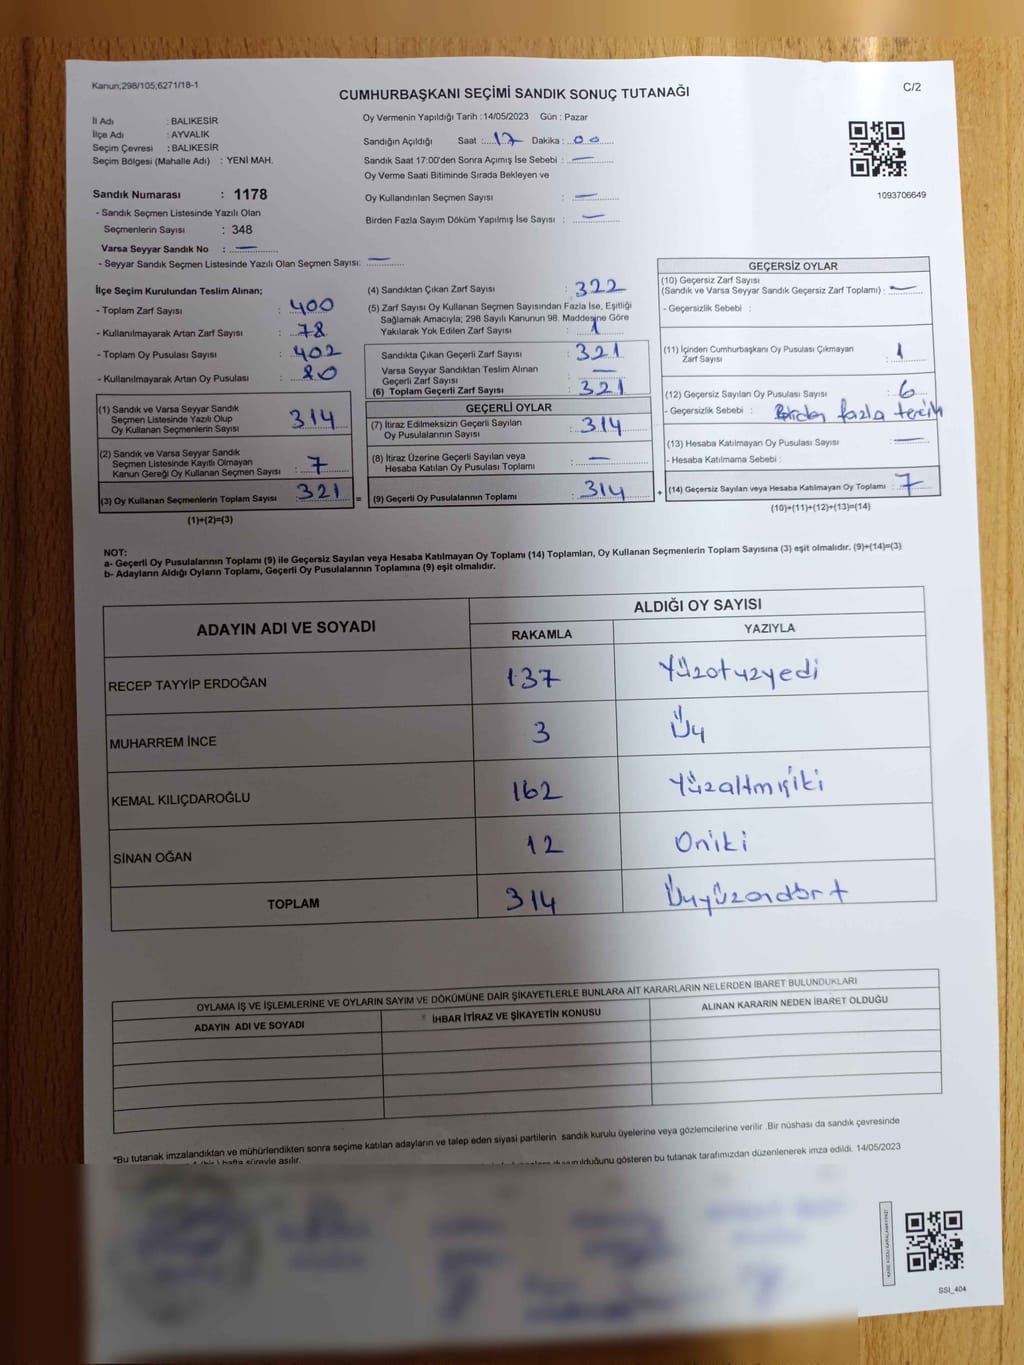 Kanun;298/105;6271/18-1
C/2
CUMHURBAŞKANI SEÇİMİ SANDIK SONUÇ TUTANAĞI
İl Adı : BALIKESİR
İlçe Adı : AYVALIK
Seçim Çevresi : BALIKESİR
Seçim Bölgesi (Mahalle Adı) : YENİ MAH.
Sandık Numarası : 1178
- Sandık Seçmen Listesinde Yazılı Olan
Seçmenlerin Sayısı : 348
Varsa Seyyar Sandık No : —
- Seyyar Sandık Seçmen Listesinde Yazılı Olan Seçmen Sayısı: —
Oy Vermenin Yapıldığı Tarih :14/05/2023 Gün : Pazar
Sandığın Açıldığı Saat : 17 Dakika : 00
Sandık Saat 17:00'den Sonra Açımış İse Sebebi : —
Oy Verme Saati Bitiminde Sırada Bekleyen ve
Oy Kullandırılan Seçmen Sayısı : —
Birden Fazla Sayım Döküm Yapılmış İse Sayısı : —
1093706649
İlçe Seçim Kurulundan Teslim Alınan;
- Toplam Zarf Sayısı : 400
- Kullanılmayarak Artan Zarf Sayısı : 78
- Toplam Oy Pusulası Sayısı : 402
- Kullanılmayarak Artan Oy Pusulası : 80
(1) Sandık ve Varsa Seyyar Sandık
Seçmen Listesinde Yazılı Olup
Oy Kullanan Seçmenlerin Sayısı : 314
(2) Sandık ve Varsa Seyyar Sandık
Seçmen Listesinde Kayıtlı Olmayan
Kanun Gereği Oy Kullanan Seçmen Sayısı : 7
(3) Oy Kullanan Seçmenlerin Toplam Sayısı : 321 =
(1)+(2)=(3)
(4) Sandıktan Çıkan Zarf Sayısı : 322
(5) Zarf Sayısı Oy Kullanan Seçmen Sayısından Fazla İse, Eşitliği
Sağlamak Amacıyla; 298 Sayılı Kanunun 98. Maddesine Göre
Yakılarak Yok Edilen Zarf Sayısı : 1
Sandıkta Çıkan Geçerli Zarf Sayısı : 321
Varsa Seyyar Sandıktan Teslim Alınan
Geçerli Zarf Sayısı : —
(6) Toplam Geçerli Zarf Sayısı : 321
GEÇERLİ OYLAR
(7) İtiraz Edilmeksizin Geçerli Sayılan
Oy Pusulalarının Sayısı : 314
(8) İtiraz Üzerine Geçerli Sayılan veya
Hesaba Katılan Oy Pusulası Toplamı : —
(9) Geçerli Oy Pusulalarının Toplamı : 314 +
GEÇERSİZ OYLAR
(10) Geçersiz Zarf Sayısı
(Sandık ve Varsa Seyyar Sandık Geçersiz Zarf Toplamı) : —
- Geçersizlik Sebebi :
(11) İçinden Cumhurbaşkanı Oy Pusulası Çıkmayan
Zarf Sayısı : 1
(12) Geçersiz Sayılan Oy Pusulası Sayısı : 6
- Geçersizlik Sebebi : Birden fazla tercih
(13) Hesaba Katılmayan Oy Pusulası Sayısı : —
- Hesaba Katılmama Sebebi :
(14) Geçersiz Sayılan veya Hesaba Katılmayan Oy Toplamı : 7
(10)+(11)+(12)+(13)=(14)
NOT:
a- Geçerli Oy Pusulalarının Toplamı (9) ile Geçersiz Sayılan veya Hesaba Katılmayan Oy Toplamı (14) Toplamları, Oy Kullanan Seçmenlerin Toplam Sayısına (3) eşit olmalıdır. (9)+(14)=(3)
b- Adayların Aldığı Oyların Toplamı, Geçerli Oy Pusulalarının Toplamına (9) eşit olmalıdır.
ADAYIN ADI VE SOYADI ALDIĞI OY SAYISI
RAKAMLA YAZIYLA
RECEP TAYYİP ERDOĞAN 137 Yüzotuzyedi
MUHARREM İNCE 3 Üç
KEMAL KILIÇDAROĞLU 162 Yüzaltmışiki
SİNAN OĞAN 12 Oniki
TOPLAM 314 Üçyüzondört
OYLAMA İŞ VE İŞLEMLERİNE VE OYLARIN SAYIM VE DÖKÜMÜNE DAİR ŞİKAYETLERLE BUNLARA AİT KARARLARIN NELERDEN İBARET BULUNDUKLARI
ADAYIN ADI VE SOYADI İHBAR İTİRAZ VE ŞİKAYETİN KONUSU ALINAN KARARIN NEDEN İBARET OLDUĞU
*Bu tutanak imzalandıktan ve mühürlendikten sonra seçime katılan adayların ve talep eden siyasi partilerin sandık kurulu üyelerine veya gözlemcilerine verilir .Bir nüshası da sandık çevresinde
hafta süreyle asılır.
duyurulduğunu gösteren bu tutanak tarafımızdan düzenlenerek imza edildi. 14/05/2023
SSI_404